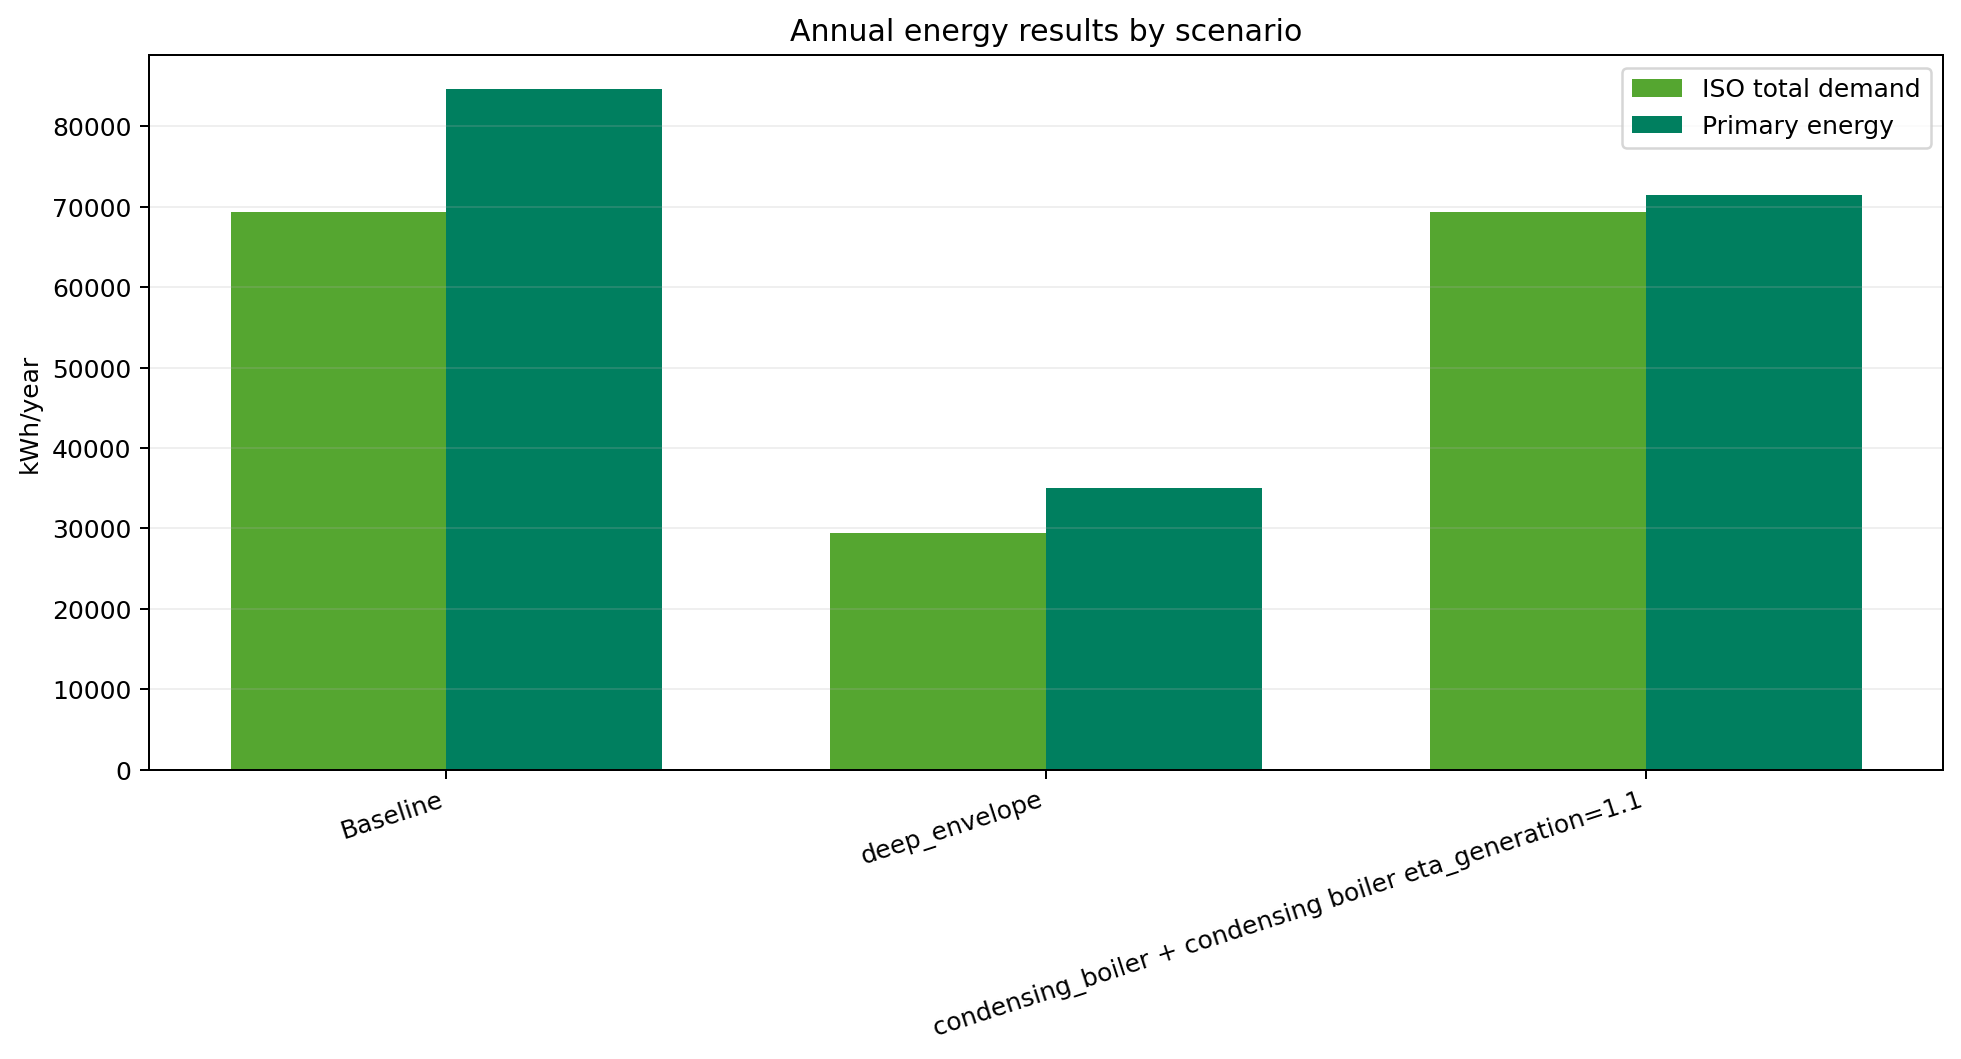 Annual energy results by scenario
ISO total demand
Primary energy
kWh/year
80000
70000
60000
50000
40000
30000
20000
10000
0
Baseline
deep_envelope
condensing_boiler + condensing boiler eta_generation=1.1